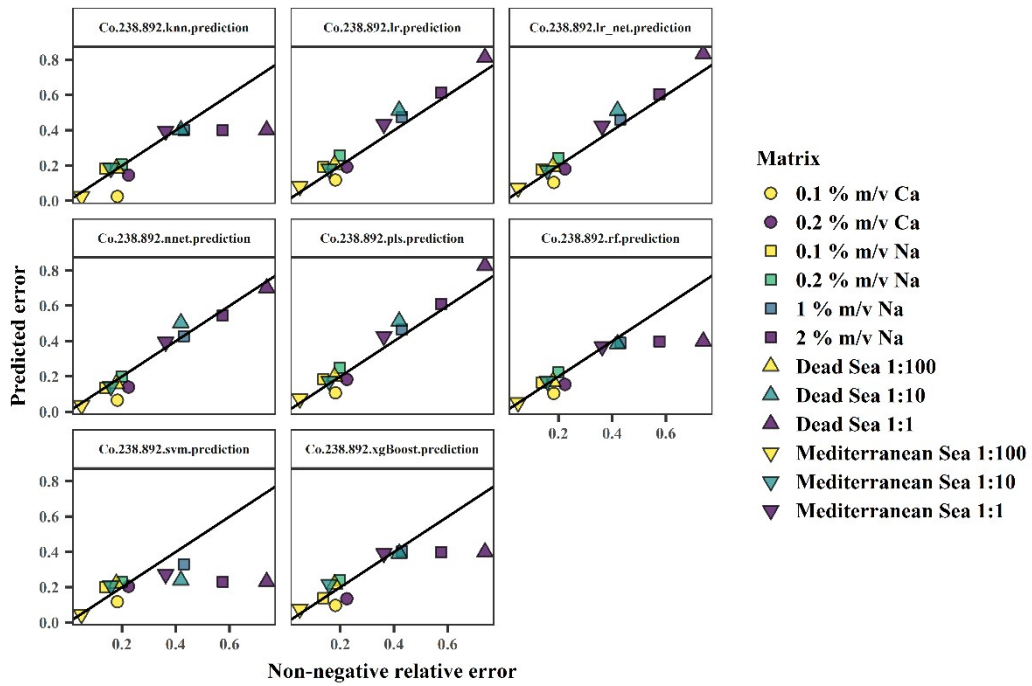 Co.238.892.knn.prediction
Co.238.892.lr.prediction
Co.238.892.lr_net.prediction
0.8
0.6
0.4
0.2
0.0
Co.238.892.nnet.prediction
Co.238.892.pls.prediction
Co.238.892.rf.prediction
0.8
0.6
0.4
0.2
0.0
0.2 0.4 0.6
Co.238.892.svm.prediction
Co.238.892.xgBoost.prediction
0.8
0.6
0.4
0.2
0.0
0.2 0.4 0.6
0.2 0.4 0.6
Predicted error
Non-negative relative error
Matrix
0.1 % m/v Ca
0.2 % m/v Ca
0.1 % m/v Na
0.2 % m/v Na
1 % m/v Na
2 % m/v Na
Dead Sea 1:100
Dead Sea 1:10
Dead Sea 1:1
Mediterranean Sea 1:100
Mediterranean Sea 1:10
Mediterranean Sea 1:1